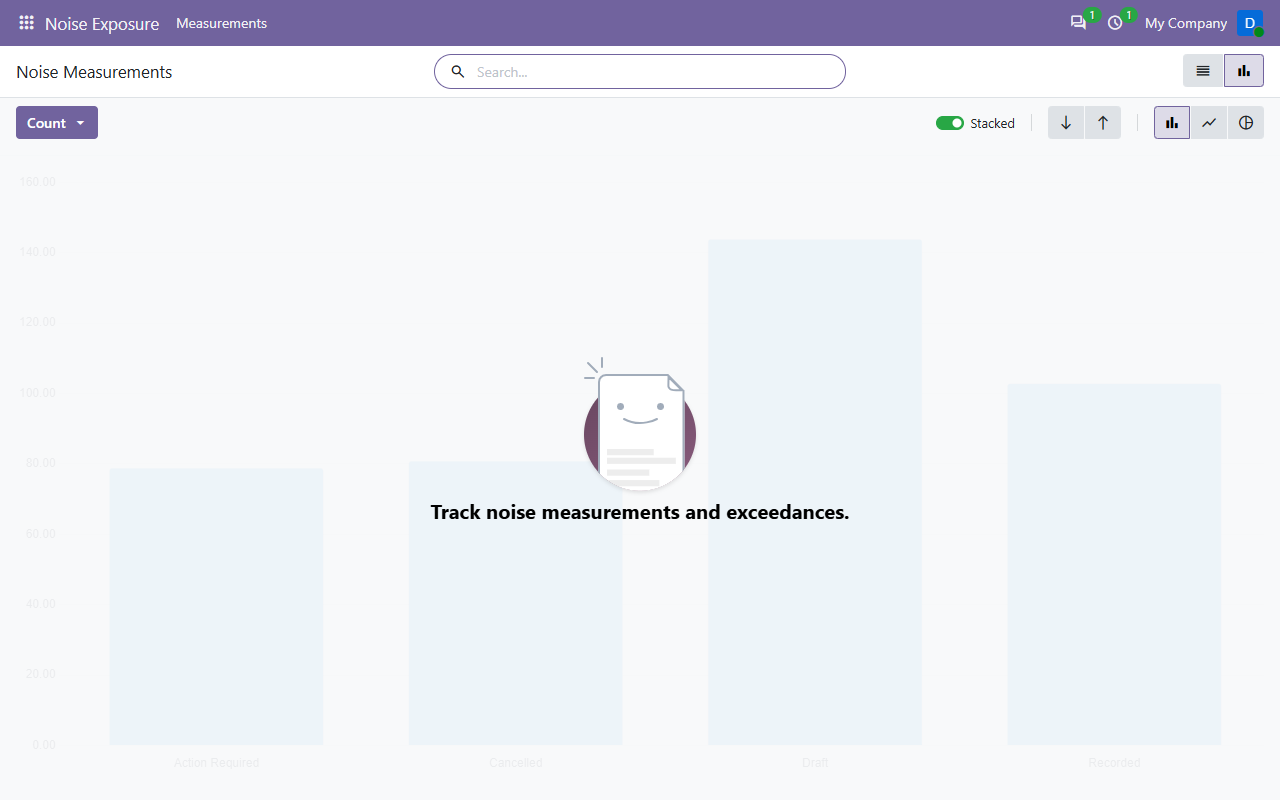 Noise Exposure Measurements 1 1 My Company D
Noise Measurements Search...
Count Stacked
160.00
140.00
120.00
100.00
80.00
60.00
40.00
20.00
0.00
Track noise measurements and exceedances.
Action Required Cancelled Draft Recorded